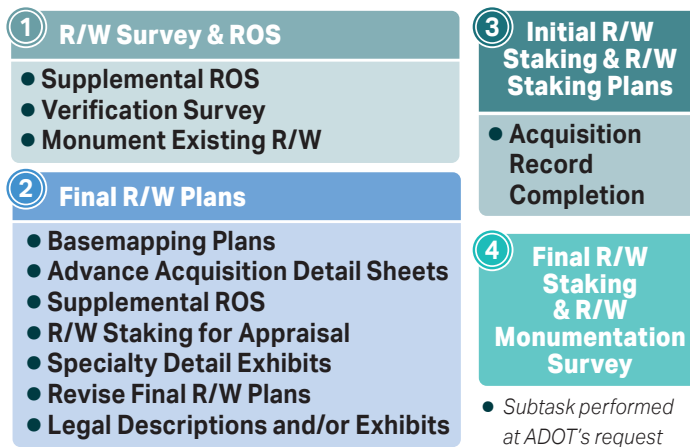 1
R/W Survey & ROS
● Supplemental ROS
● Verification Survey
● Monument Existing R/W
2
Final R/W Plans
● Basemapping Plans
● Advance Acquisition Detail Sheets
● Supplemental ROS
● R/W Staking for Appraisal
● Specialty Detail Exhibits
● Revise Final R/W Plans
● Legal Descriptions and/or Exhibits
3
Initial R/W
Staking & R/W
Staking Plans
● Acquisition
Record
Completion
4
Final R/W
Staking
& R/W
Monumentation
Survey
● Subtask performed
at ADOT's request